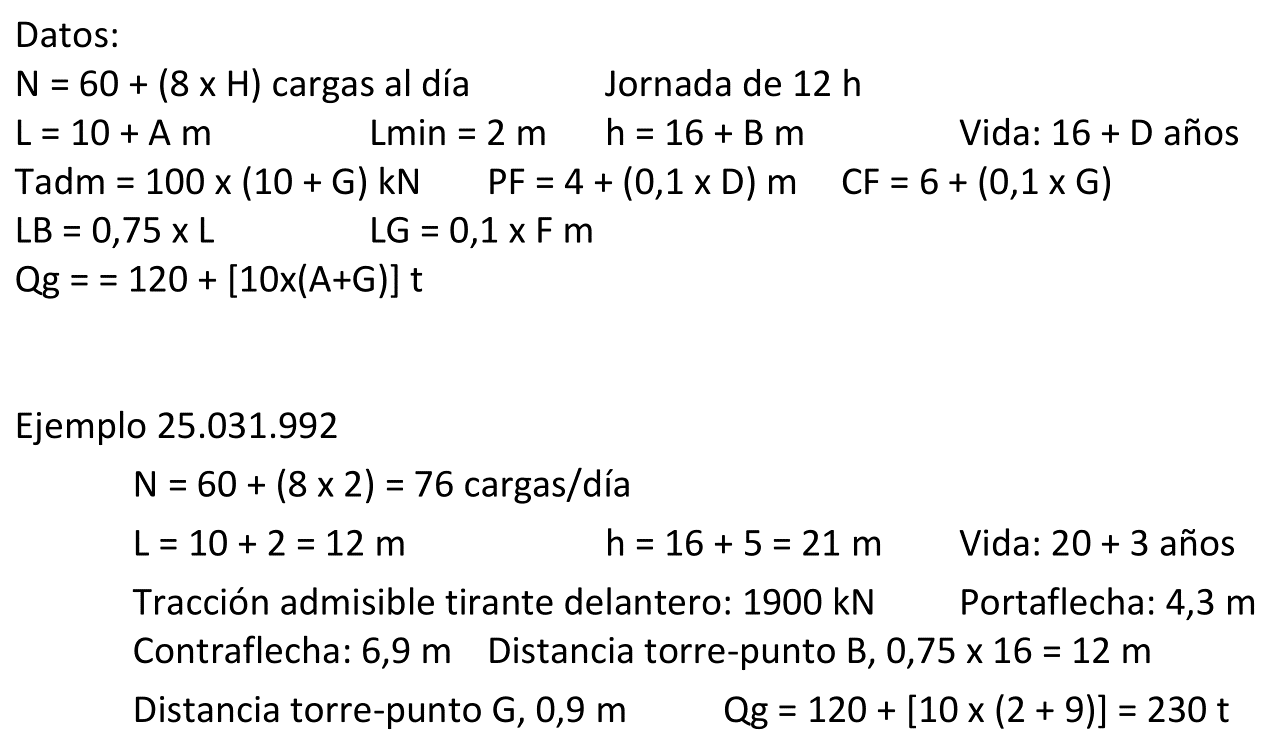 Datos:
N = 60 + (8 x H) cargas al día Jornada de 12 h
L = 10 + A m Lmin = 2 m h = 16 + B m Vida: 16 + D años
Tadm = 100 x (10 + G) kN PF = 4 + (0,1 x D) m CF = 6 + (0,1 x G)
LB = 0,75 x L LG = 0,1 x F m
Qg = = 120 + [10x(A+G)] t
Ejemplo 25.031.992
N = 60 + (8 x 2) = 76 cargas/día
L = 10 + 2 = 12 m h = 16 + 5 = 21 m Vida: 20 + 3 años
Tracción admisible tirante delantero: 1900 kN Portaflecha: 4,3 m
Contraflecha: 6,9 m Distancia torre-punto B, 0,75 x 16 = 12 m
Distancia torre-punto G, 0,9 m Qg = 120 + [10 x (2 + 9)] = 230 t